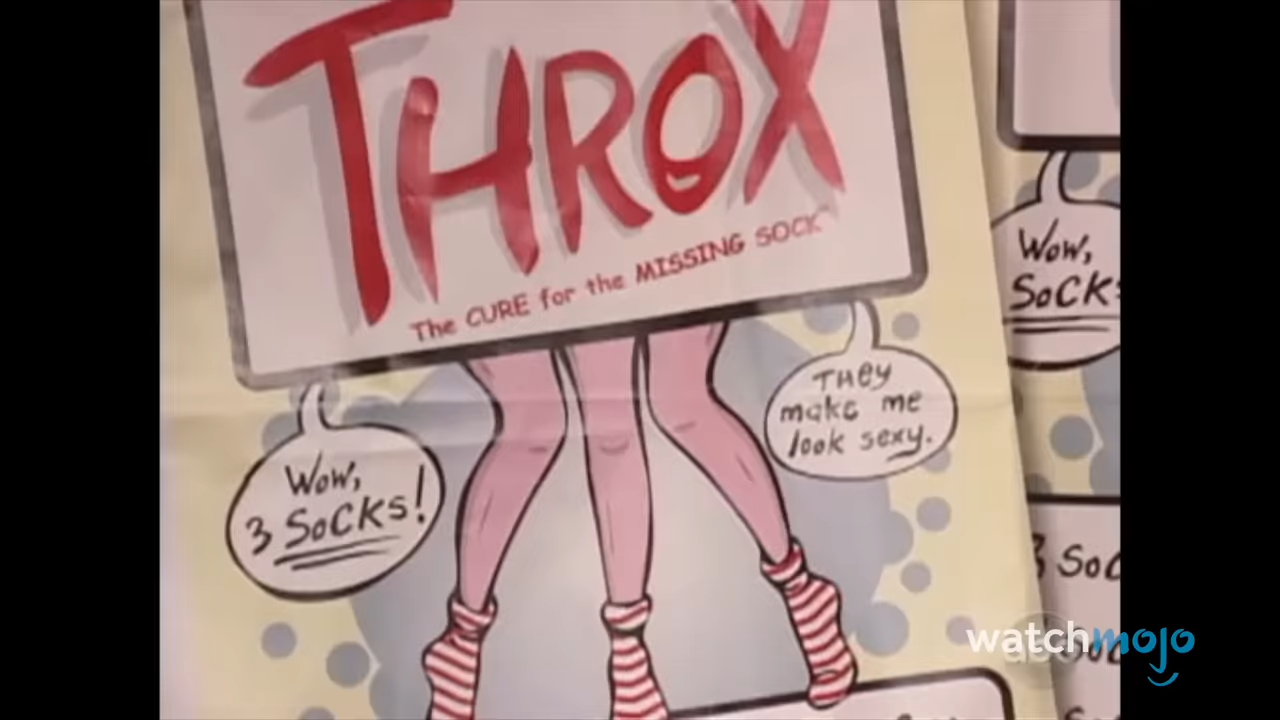 THROX
The CURE for the MISSING SOCK
Wow,
3 SOCKS!
THey
make me
look sexy.
Wow,
SOCK
3 Soc
watchmojo